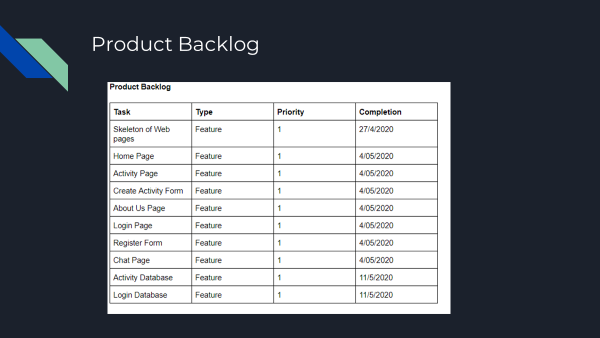 Product Backlog
Product Backlog
Task Type Priority Completion
Skeleton of Web Feature 1 27/4/2020
pages
Home Page Feature 1 4/05/2020
Activity Page Feature 1 4/05/2020
Create Activity Form Feature 1 4/05/2020
About Us Page Feature 1 4/05/2020
Login Page Feature 1 4/05/2020
Register Form Feature 1 4/05/2020
Chat Page Feature 1 4/05/2020
Activity Database Feature 1 11/5/2020
Login Database Feature 1 11/5/2020